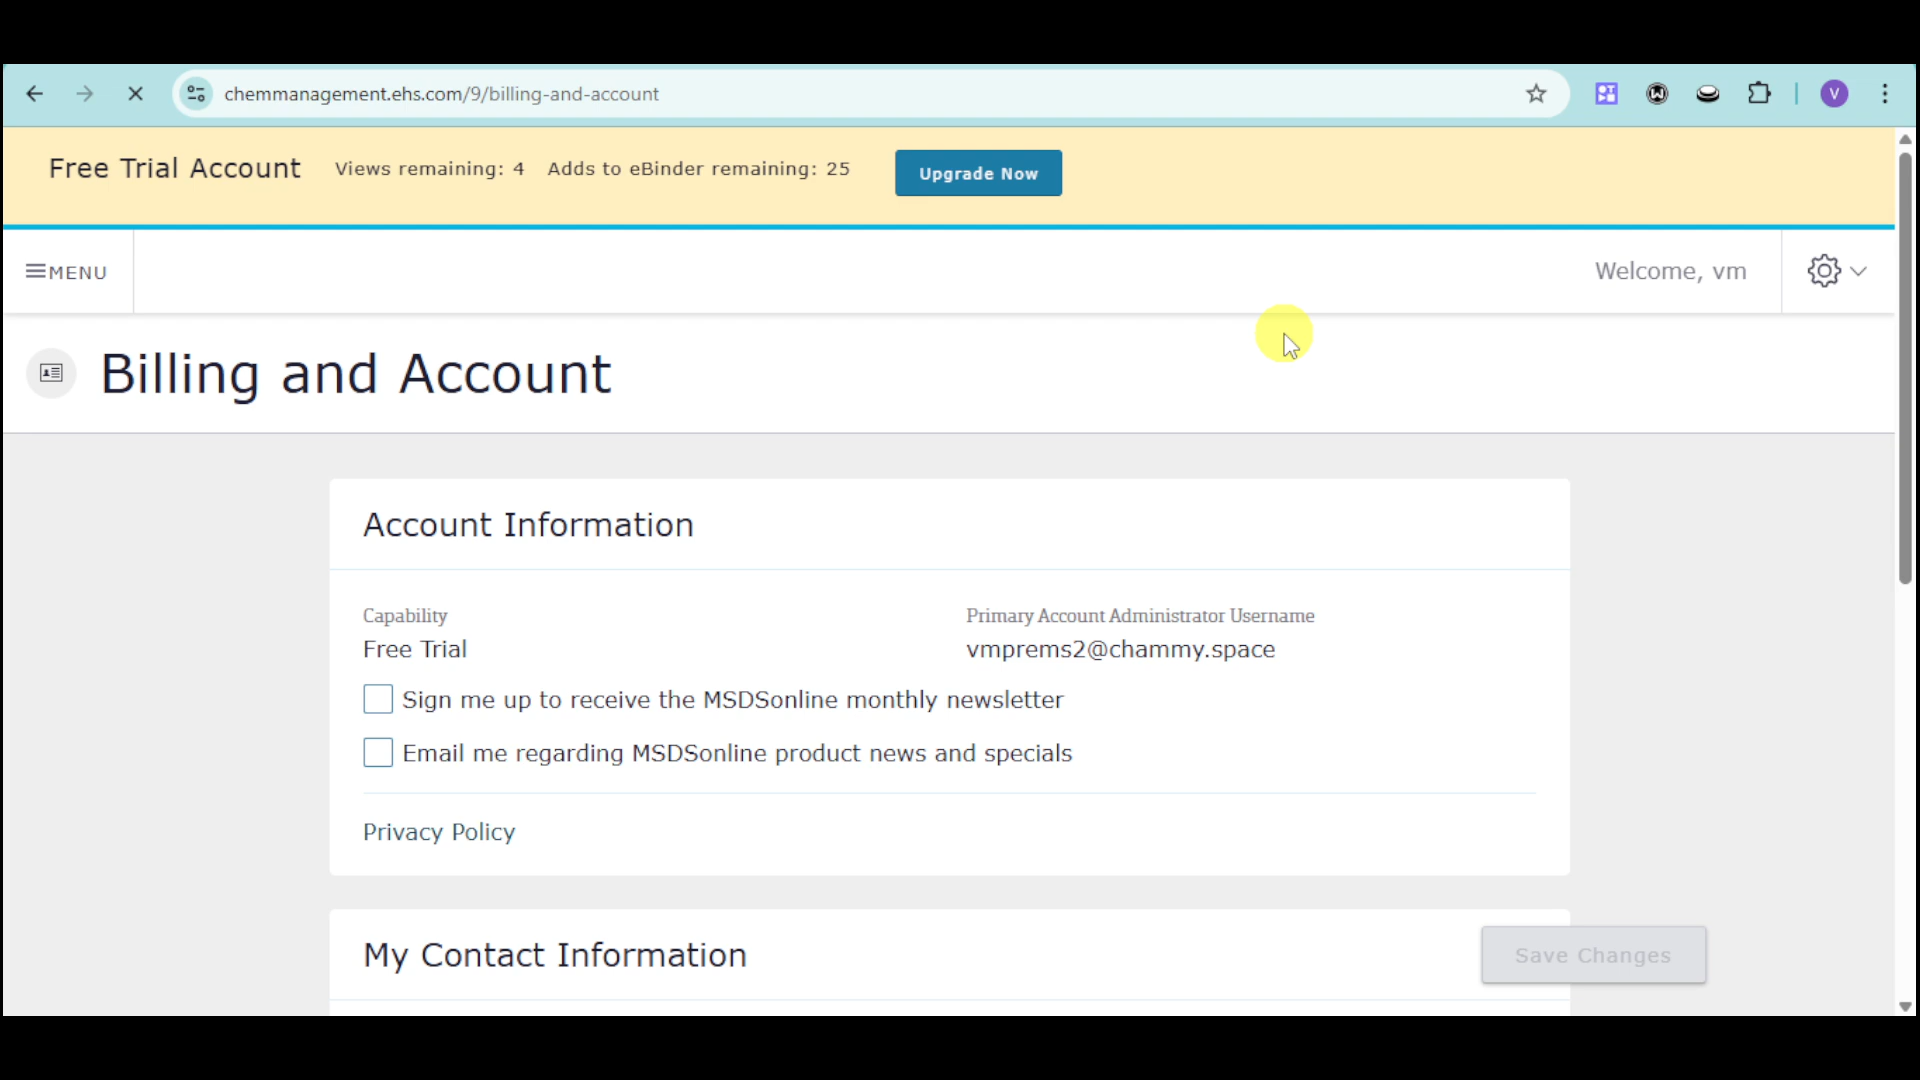 chemmanagement.ehs.com/9/billing-and-account
V
Free Trial Account
Views remaining: 4
Adds to eBinder remaining: 25
Upgrade Now
MENU
Welcome, vm
Billing and Account
Account Information
Capability
Free Trial
Primary Account Administrator Username
vmprems2@chammy.space
Sign me up to receive the MSDSonline monthly newsletter
Email me regarding MSDSonline product news and specials
Privacy Policy
My Contact Information
Save Changes